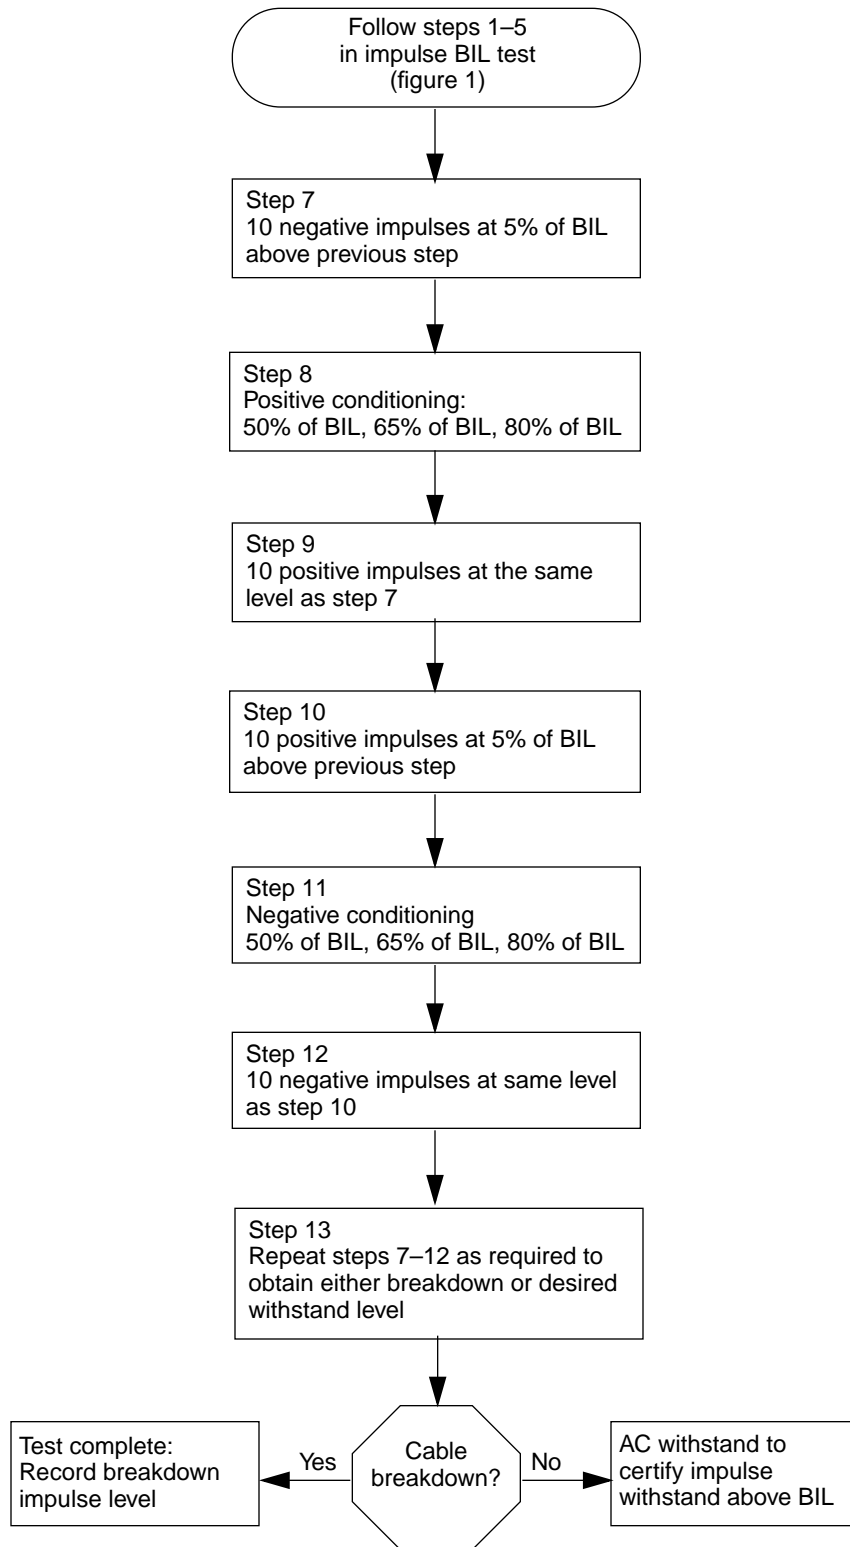 Follow steps 1–5
in impulse BIL test
(figure 1)
Step 7
10 negative impulses at 5% of BIL
above previous step
Step 8
Positive conditioning:
50% of BIL, 65% of BIL, 80% of BIL
Step 9
10 positive impulses at the same
level as step 7
Step 10
10 positive impulses at 5% of BIL
above previous step
Step 11
Negative conditioning
50% of BIL, 65% of BIL, 80% of BIL
Step 12
10 negative impulses at same level
as step 10
Step 13
Repeat steps 7–12 as required to
obtain either breakdown or desired
withstand level
Test complete:
Record breakdown
impulse level
Yes
Cable
breakdown?
No
AC withstand to
certify impulse
withstand above BIL